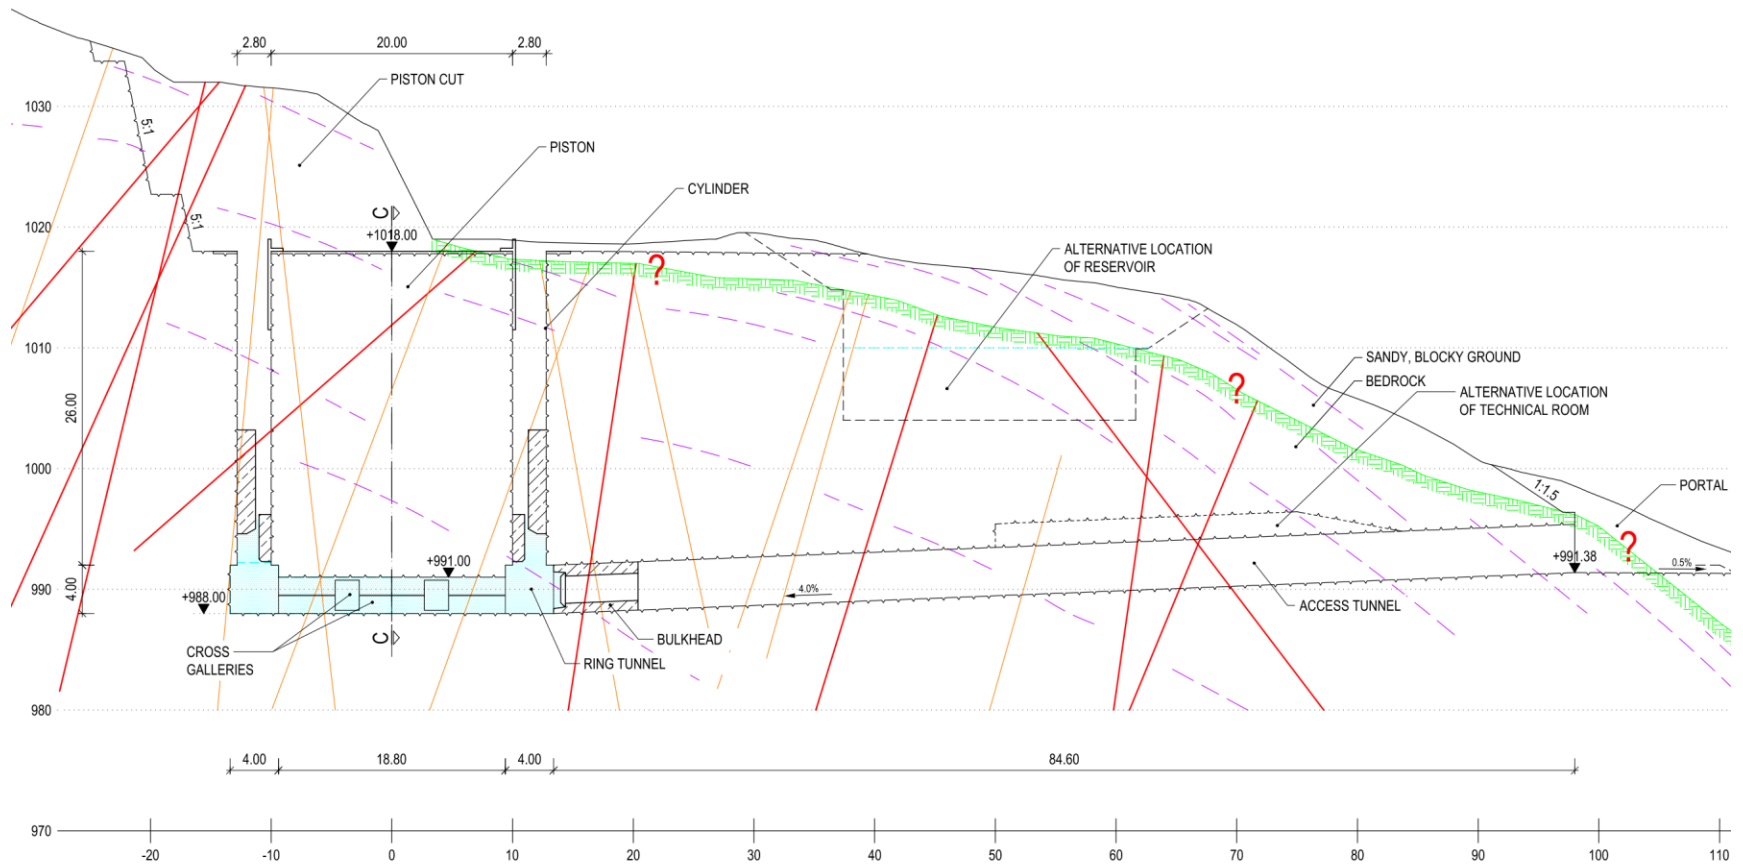 2.80
20.00
2.80
PISTON CUT
1030
5:1
PISTON
CYLINDER
5:1
C
1020
+1018.00
?
ALTERNATIVE LOCATION
OF RESERVOIR
1010
SANDY, BLOCKY GROUND
?
BEDROCK
ALTERNATIVE LOCATION
OF TECHNICAL ROOM
26.00
1000
1:1.5
PORTAL
?
+991.38
+991.00
0.5%
990
4.00
+988.00
4.0%
ACCESS TUNNEL
C
BULKHEAD
CROSS
GALLERIES
RING TUNNEL
980
4.00
18.80
4.00
84.60
970
-20
-10
0
10
20
30
40
50
60
70
80
90
100
110